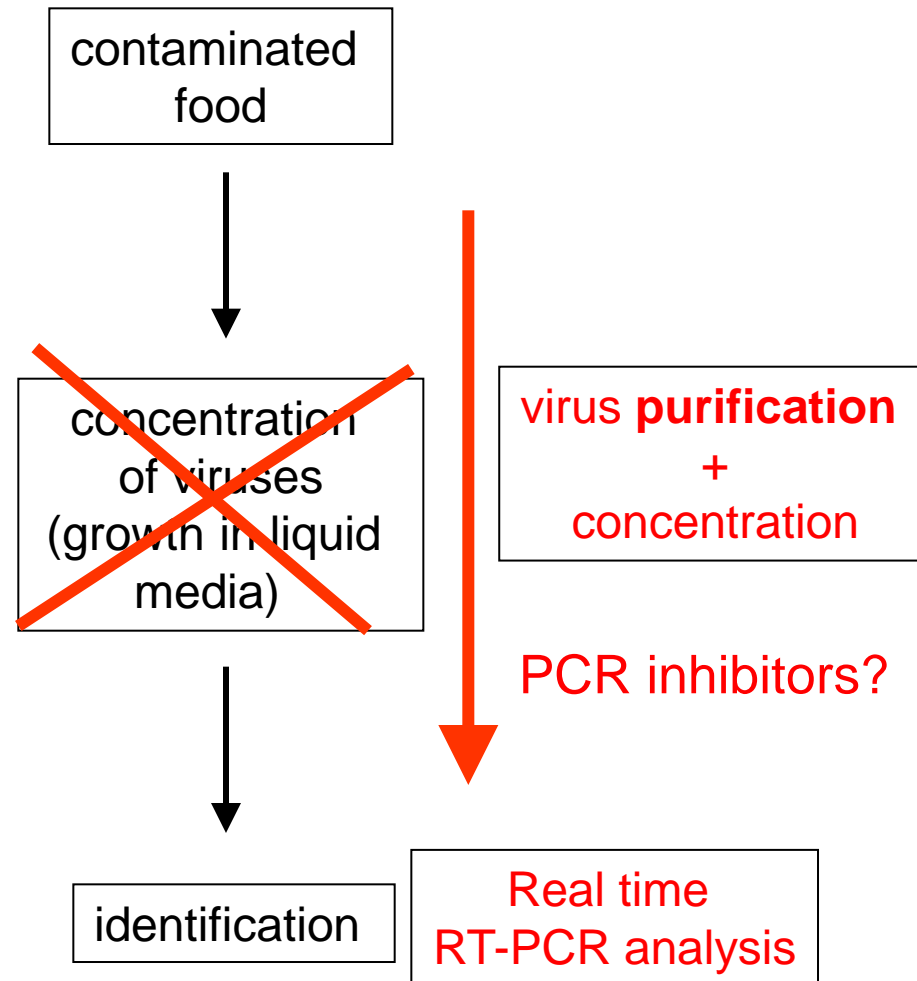 contaminated
food
concentration
of viruses
(growth in liquid
media)
virus purification
+
concentration
PCR inhibitors?
identification
Real time
RT-PCR analysis